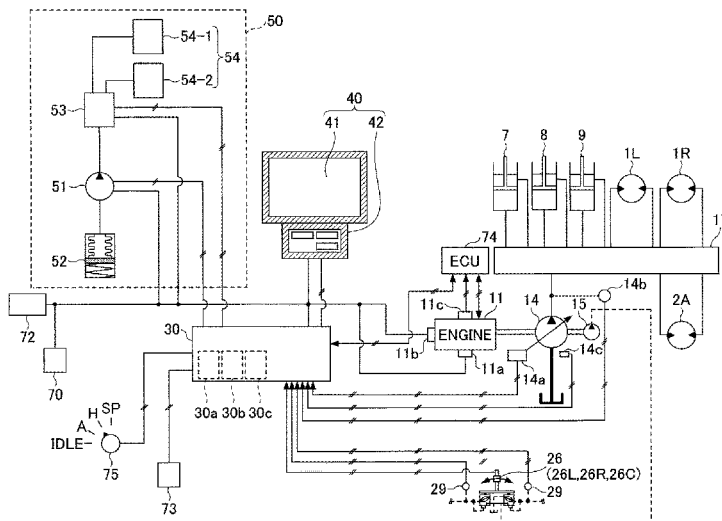 50
54-1
54
54-2
53
40
41
42
7
8
9
1L
1R
51
74
ECU
52
11c
11
14
15
14b
72
30
11b
ENGINE
2A
70
11a
14a
14c
30a
30b
30c
SP
H
A
IDLE
75
73
26
(26L,26R,26C)
29
29